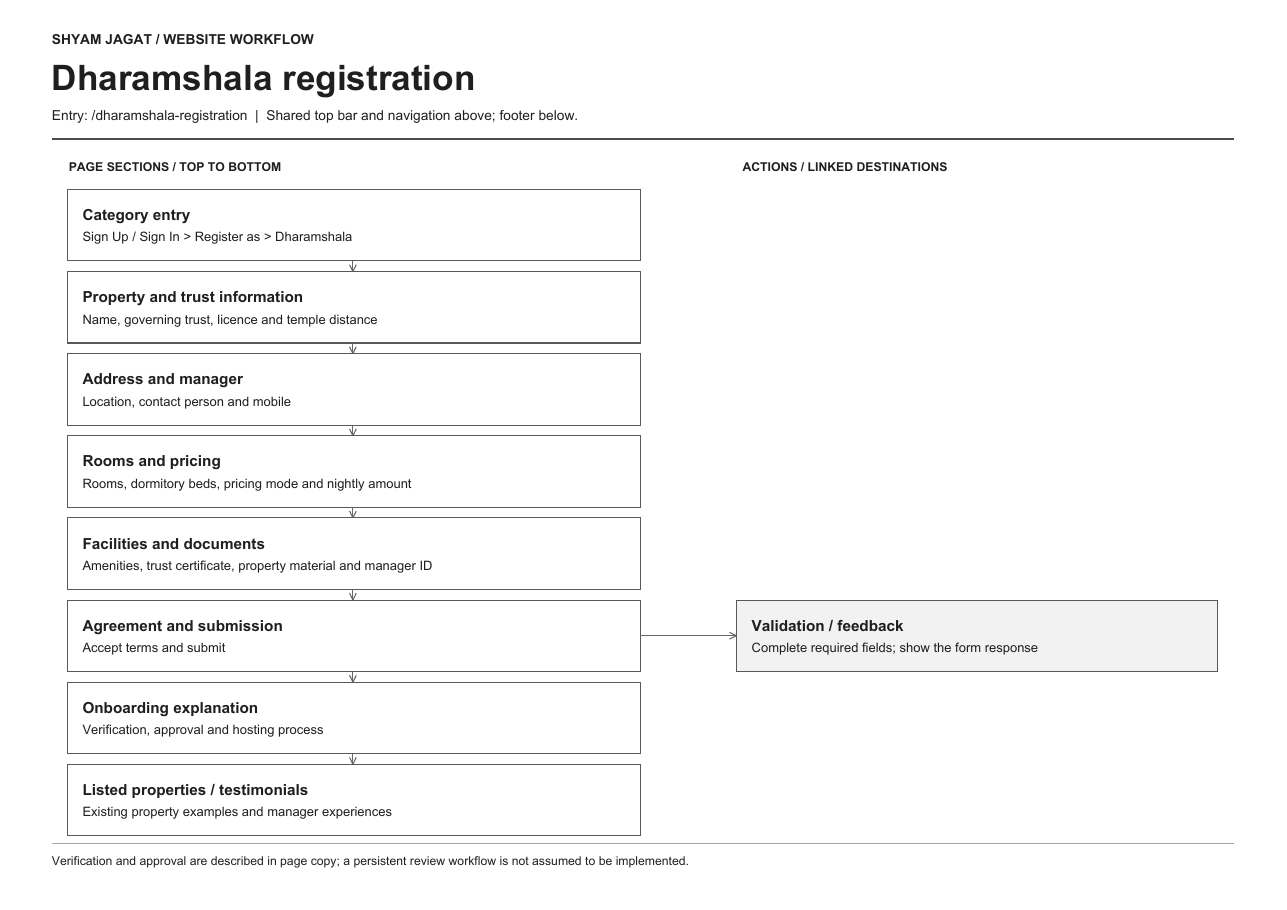 SHYAM JAGAT / WEBSITE WORKFLOW
Dharamshala registration
Entry: /dharamshala-registration | Shared top bar and navigation above; footer below.
PAGE SECTIONS / TOP TO BOTTOM
ACTIONS / LINKED DESTINATIONS
Category entry
Sign Up / Sign In > Register as > Dharamshala
Property and trust information
Name, governing trust, licence and temple distance
Address and manager
Location, contact person and mobile
Rooms and pricing
Rooms, dormitory beds, pricing mode and nightly amount
Facilities and documents
Amenities, trust certificate, property material and manager ID
Agreement and submission
Accept terms and submit
Validation / feedback
Complete required fields; show the form response
Onboarding explanation
Verification, approval and hosting process
Listed properties / testimonials
Existing property examples and manager experiences
Verification and approval are described in page copy; a persistent review workflow is not assumed to be implemented.